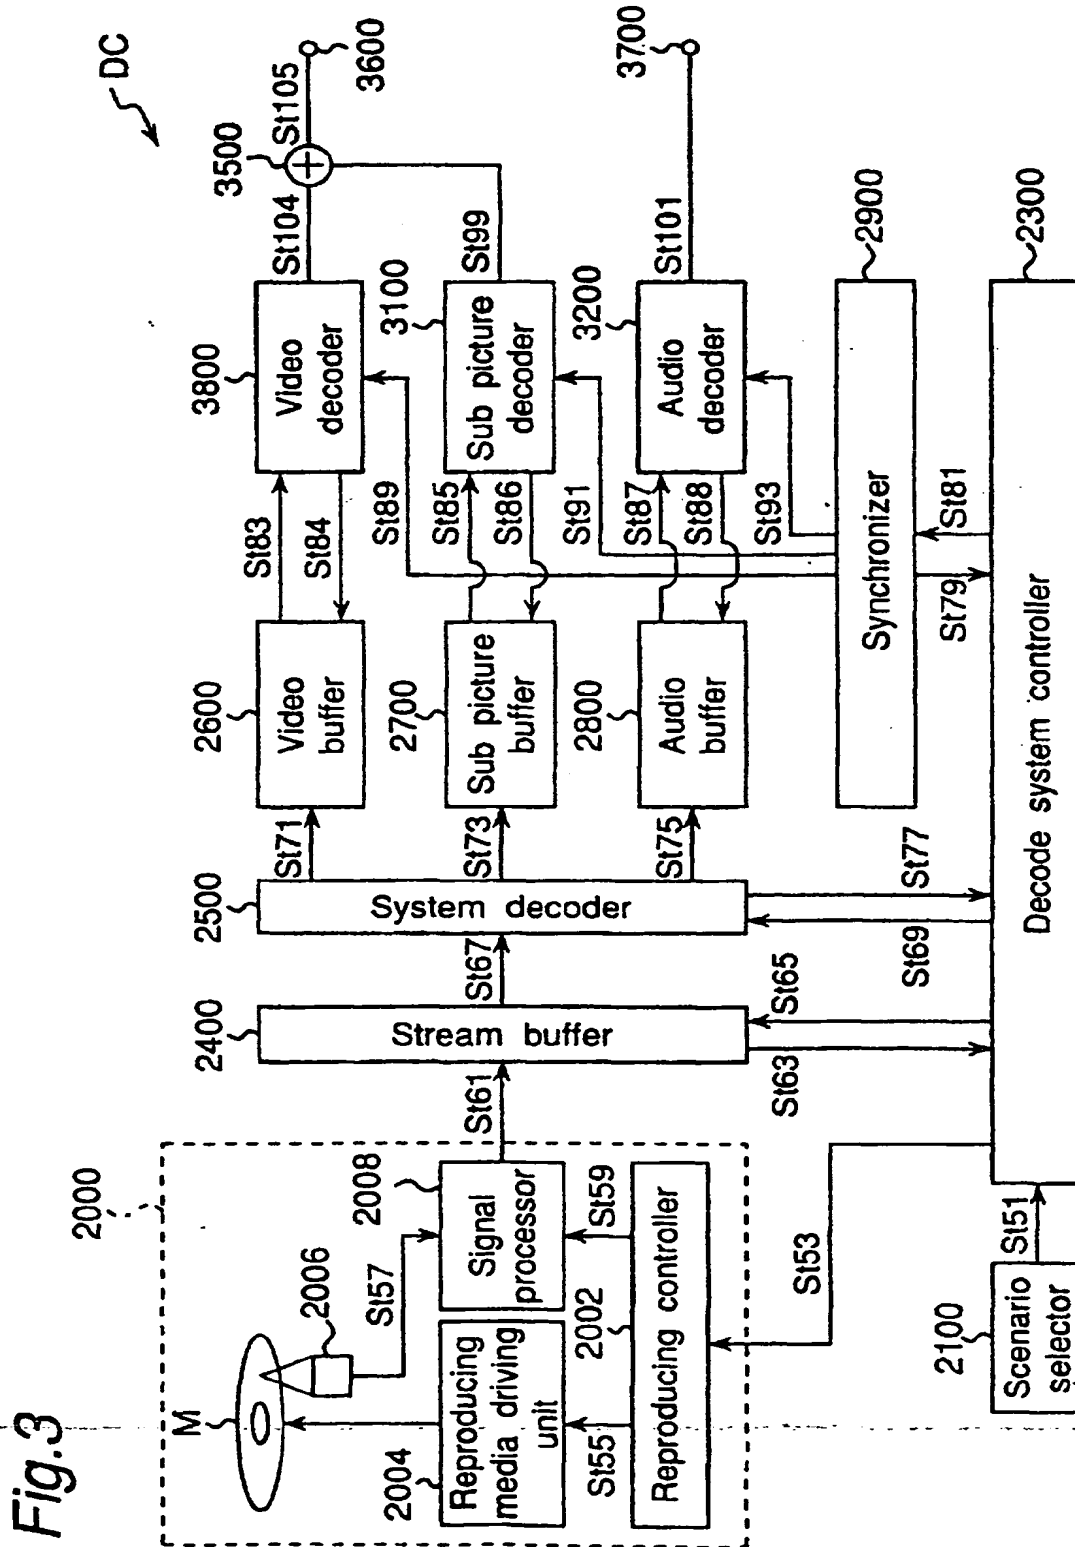 Fig.3
DC
2000
M
2006
St57
2004
Reproducing
media driving
unit
2008
Signal
processor
St55
2002
St59
Reproducing controller
St53
St61
2400
Stream buffer
St63
St65
St67
2500
System decoder
St69
St77
St71
St73
St75
2600
Video
buffer
2700
Sub picture
buffer
2800
Audio
buffer
St83
St84
St89
St85
St86
St91
St87
St88
St93
3800
Video
decoder
3100
Sub picture
decoder
3200
Audio
decoder
St104
3500
St105
3600
St99
St101
3700
2900
Synchronizer
St79
St81
2300
Decode system controller
2100
Scenario
selector
St51